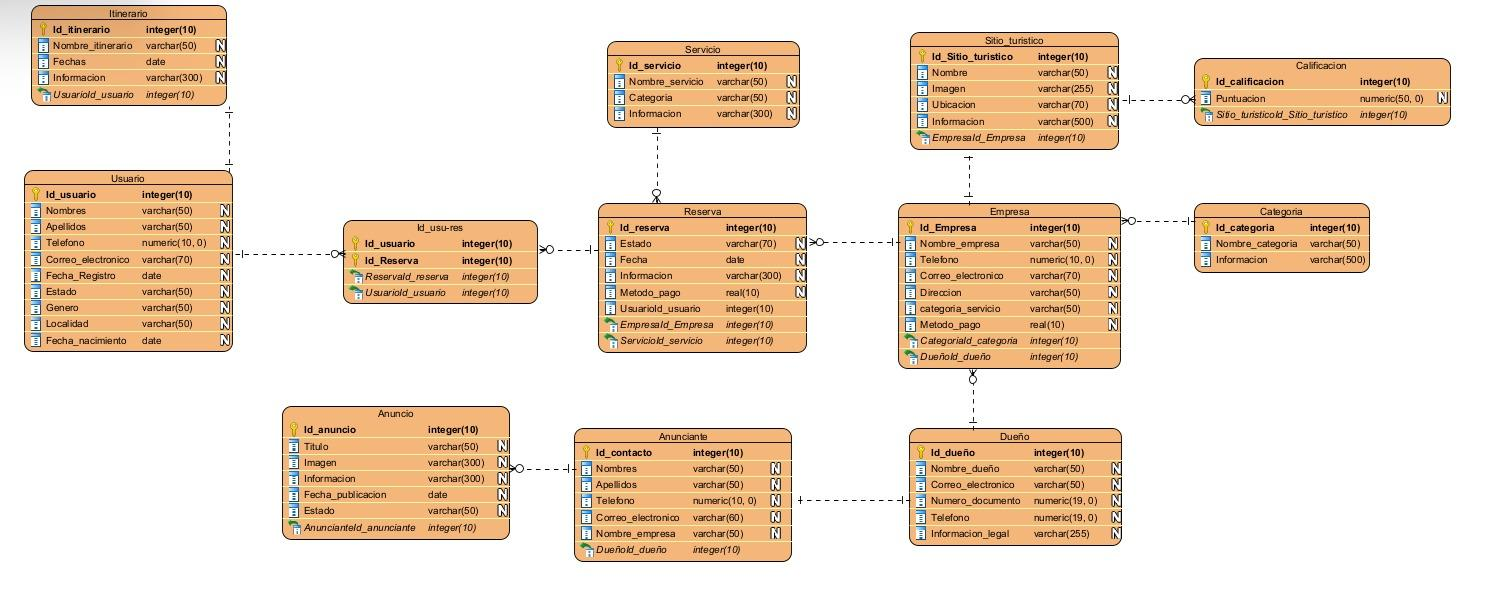 Itinerario
Id_itinerario integer(10)
Nombre_itinerario varchar(50) N
Fechas date N
Informacion varchar(300) N
UsuarioId_usuario integer(10)
Usuario
Id_usuario integer(10)
Nombres varchar(50) N
Apellidos varchar(50) N
Telefono numeric(10, 0) N
Correo_electronico varchar(70) N
Fecha_Registro date N
Estado varchar(50) N
Genero varchar(50) N
Localidad varchar(50) N
Fecha_nacimiento date N
Id_usu-res
Id_usuario integer(10)
Id_Reserva integer(10)
ReservaId_reserva integer(10)
UsuarioId_usuario integer(10)
Servicio
Id_servicio integer(10)
Nombre_servicio varchar(50) N
Categoria varchar(50) N
Informacion varchar(300) N
Reserva
Id_reserva integer(10)
Estado varchar(70) N
Fecha date N
Informacion varchar(300) N
Metodo_pago real(10) N
UsuarioId_usuario integer(10)
EmpresaId_Empresa integer(10)
ServicioId_servicio integer(10)
Sitio_turistico
Id_Sitio_turistico integer(10)
Nombre varchar(50) N
Imagen varchar(255) N
Ubicacion varchar(70) N
Informacion varchar(500) N
EmpresaId_Empresa integer(10)
Calificacion
Id_calificacion integer(10)
Puntuacion numeric(50, 0) N
Sitio_turisticoId_Sitio_turistico integer(10)
Empresa
Id_Empresa integer(10)
Nombre_empresa varchar(50) N
Telefono numeric(10, 0) N
Correo_electronico varchar(70) N
Direccion varchar(50) N
categoria_servicio varchar(50) N
Metodo_pago real(10) N
CategoriaId_categoria integer(10)
DueñoId_dueño integer(10)
Categoria
Id_categoria integer(10)
Nombre_categoria varchar(50) N
Informacion varchar(500) N
Anuncio
Id_anuncio integer(10)
Titulo varchar(50) N
Imagen varchar(300) N
Informacion varchar(300) N
Fecha_publicacion date N
Estado varchar(50) N
AnuncianteId_anunciante integer(10)
Anunciante
Id_contacto integer(10)
Nombres varchar(50) N
Apellidos varchar(50) N
Telefono numeric(10, 0) N
Correo_electronico varchar(60) N
Nombre_empresa varchar(50) N
DueñoId_dueño integer(10)
Dueño
Id_dueño integer(10)
Nombre_dueño varchar(50) N
Correo_electronico varchar(50) N
Numero_documento numeric(19, 0) N
Telefono numeric(19, 0) N
Informacion_legal varchar(255) N